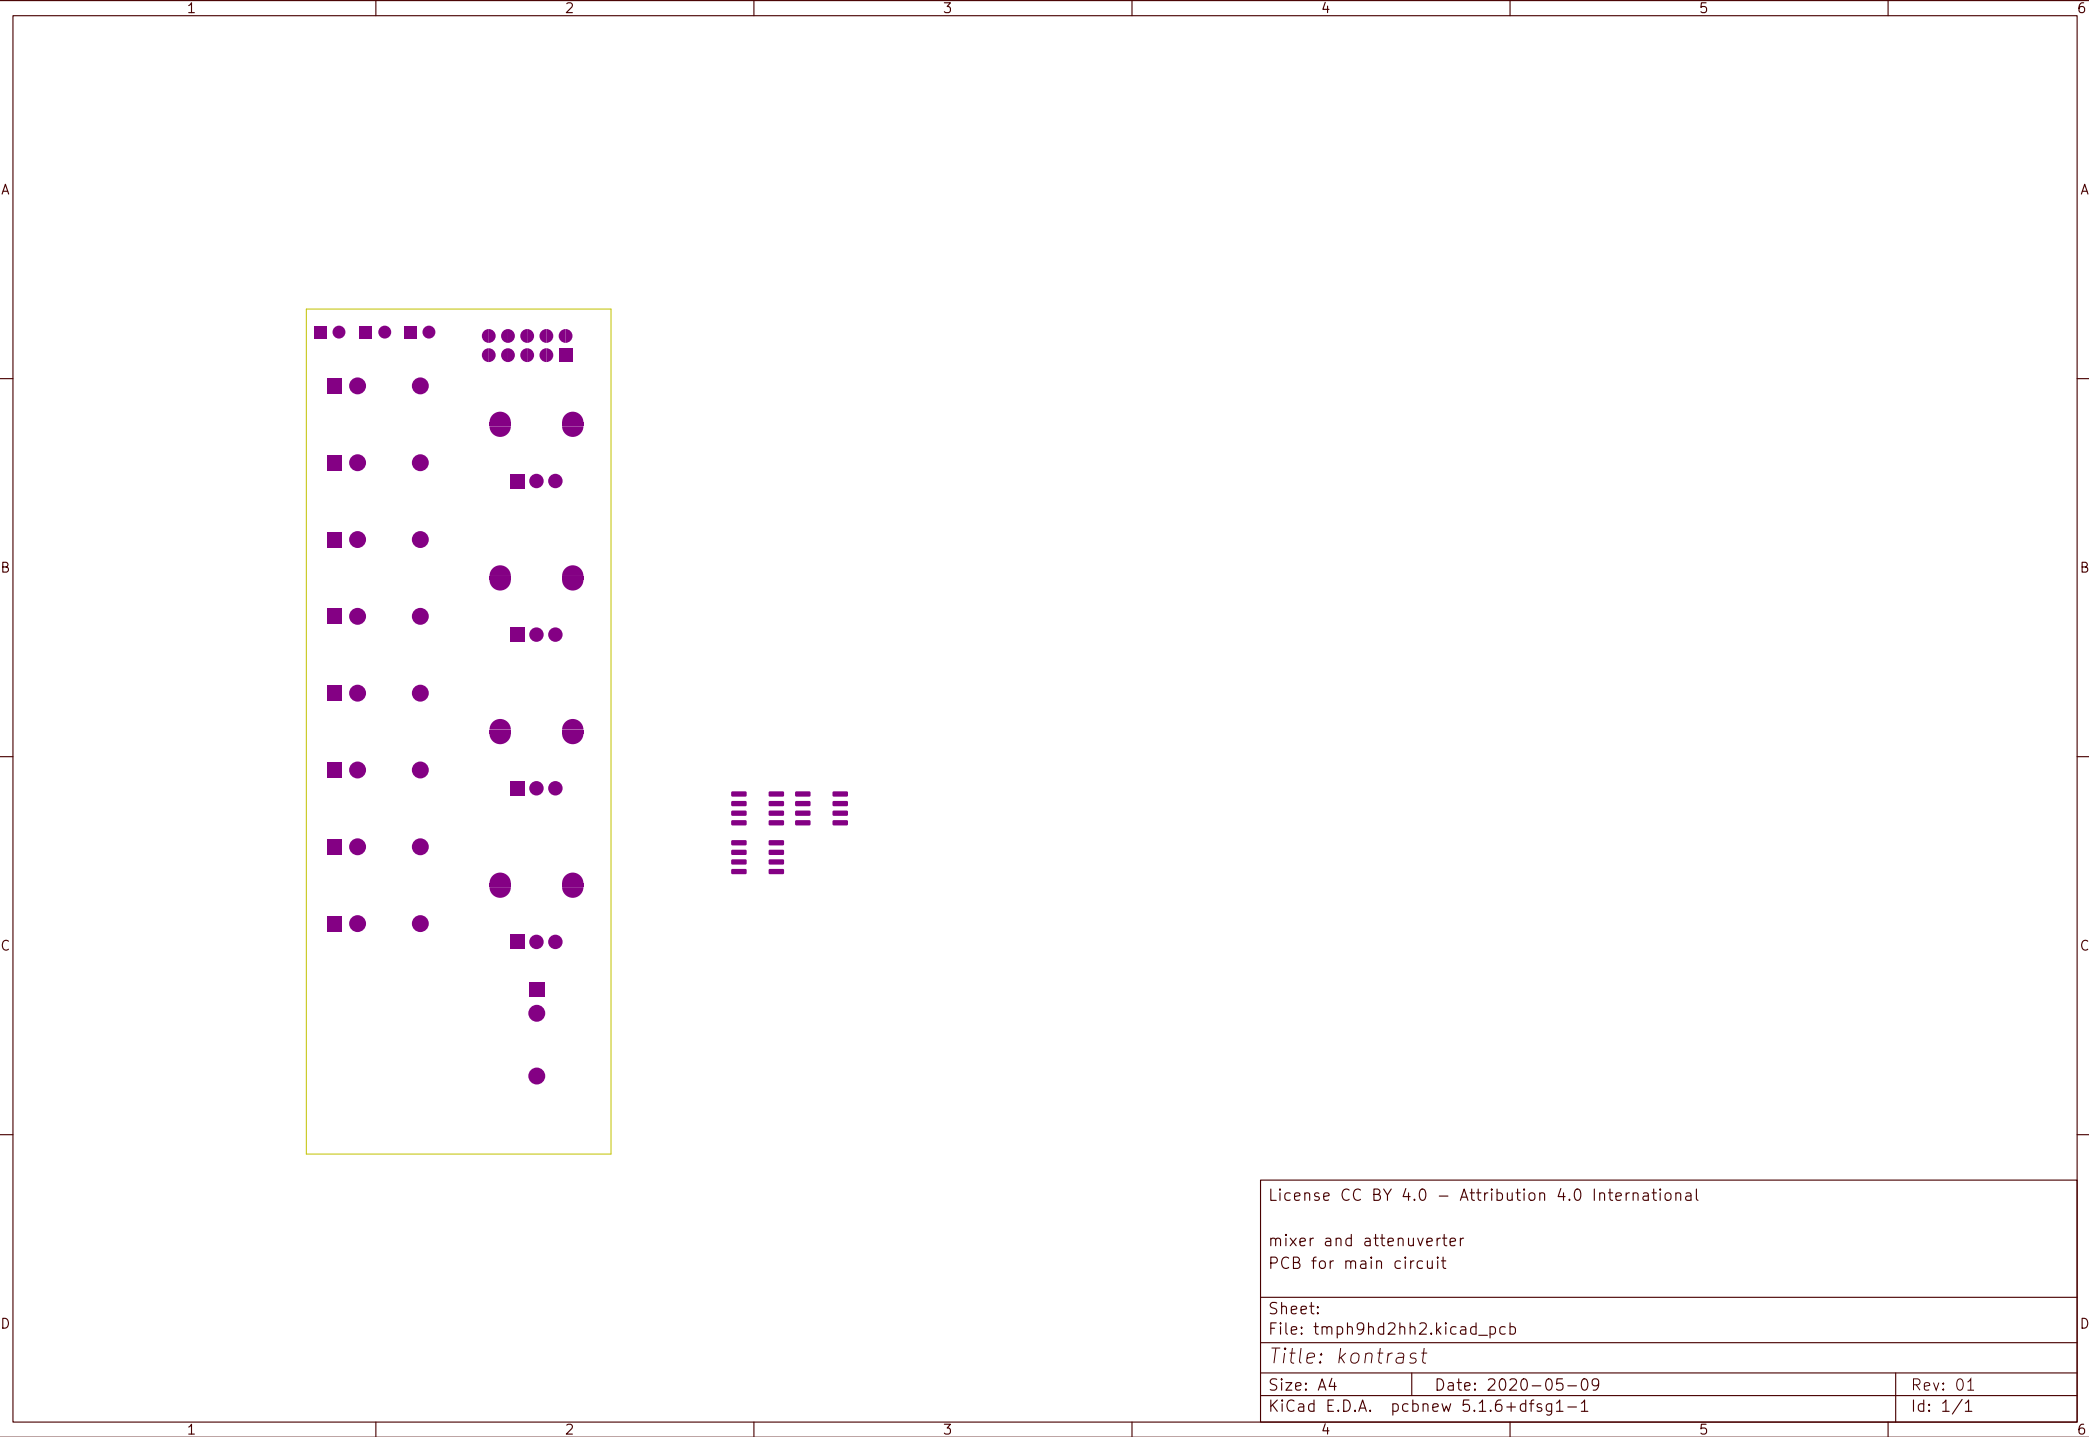 1 2 3 4 5 6
A A
B B
C C
D D
License CC BY 4.0 - Attribution 4.0 International
mixer and attenuverter
PCB for main circuit
Sheet:
File: tmph9hd2hh2.kicad_pcb
Title: kontrast
Size: A4 Date: 2020-05-09 Rev: 01
KiCad E.D.A. pcbnew 5.1.6+dfsg1-1 Id: 1/1
1 2 3 4 5 6